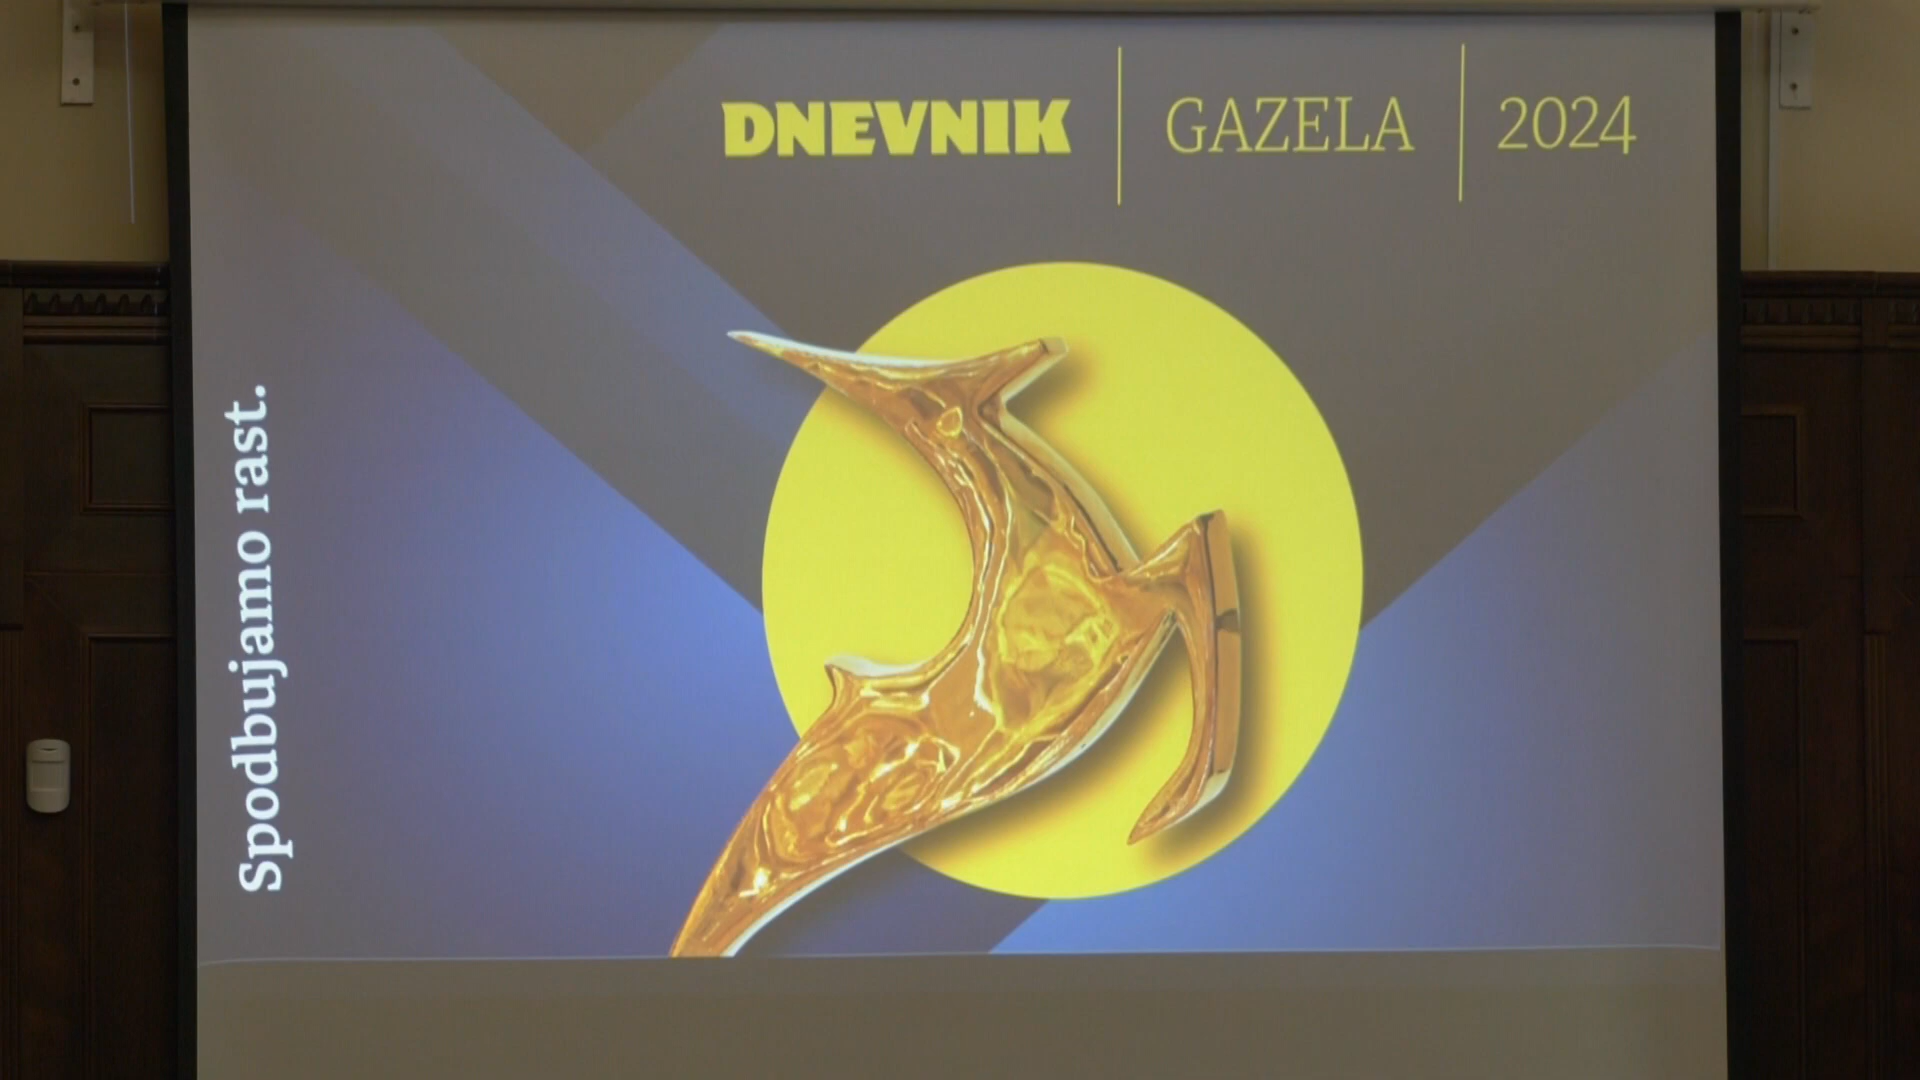 DNEVNIK | GAZELA | 2024
Spodbujamo rast.